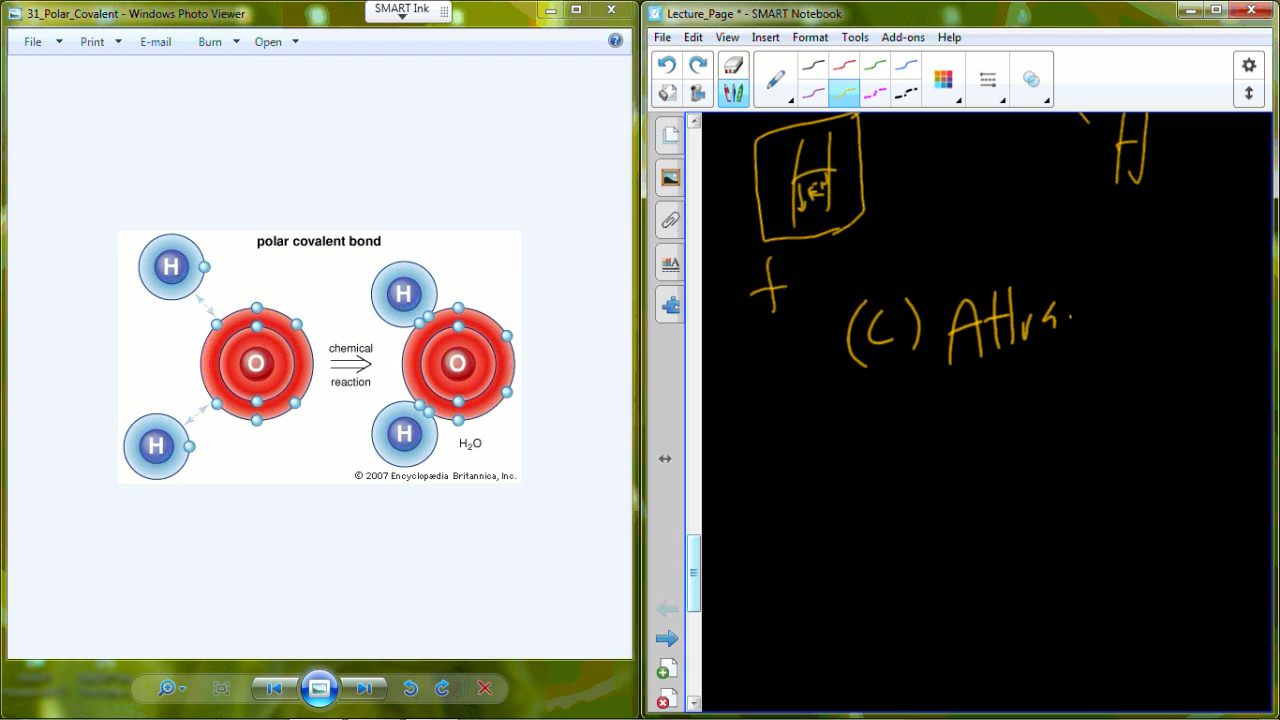 31_Polar_Covalent - Windows Photo Viewer
SMART Ink
File Print E-mail Burn Open
polar covalent bond
H
H
O
chemical
reaction
H
H
O
H₂O
© 2007 Encyclopædia Britannica, Inc.
Lecture_Page * - SMART Notebook
File Edit View Insert Format Tools Add-ons Help
H
H
+
(C) Attra